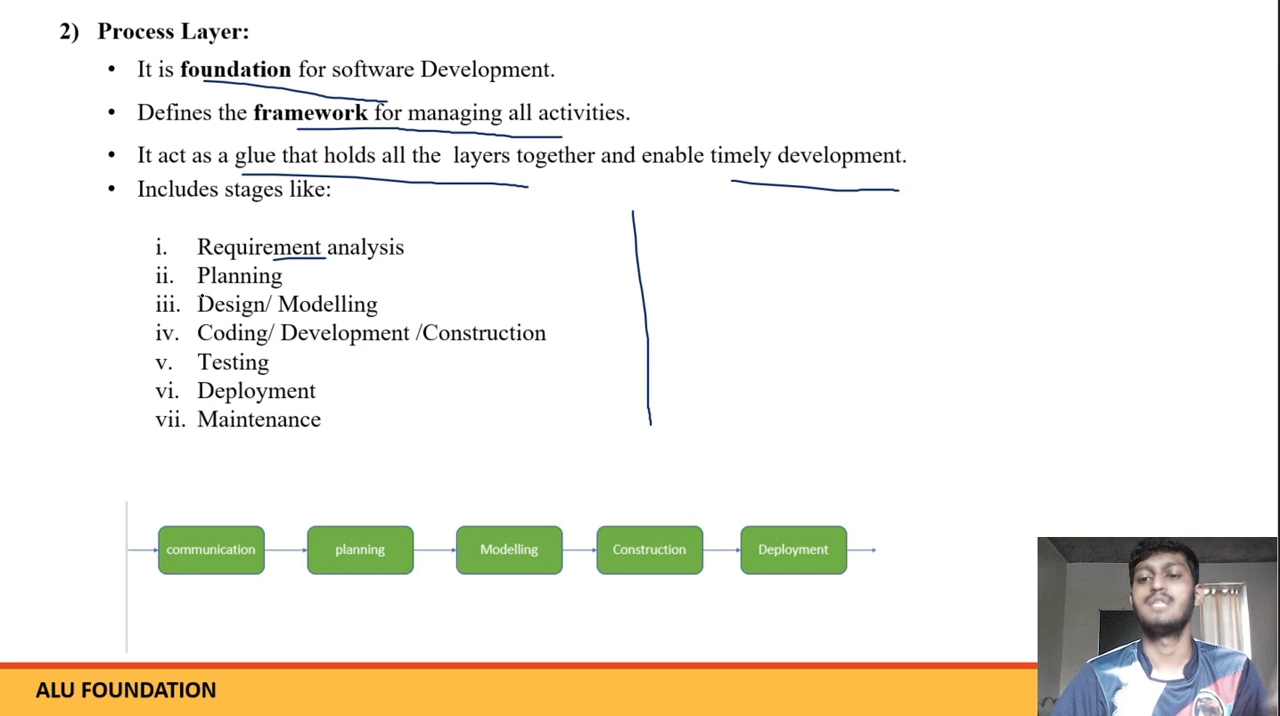 2) Process Layer:
• It is foundation for software Development.
• Defines the framework for managing all activities.
• It act as a glue that holds all the layers together and enable timely development.
• Includes stages like:
i. Requirement analysis
ii. Planning
iii. Design/ Modelling
iv. Coding/ Development /Construction
v. Testing
vi. Deployment
vii. Maintenance
communication planning Modelling Construction Deployment
ALU FOUNDATION